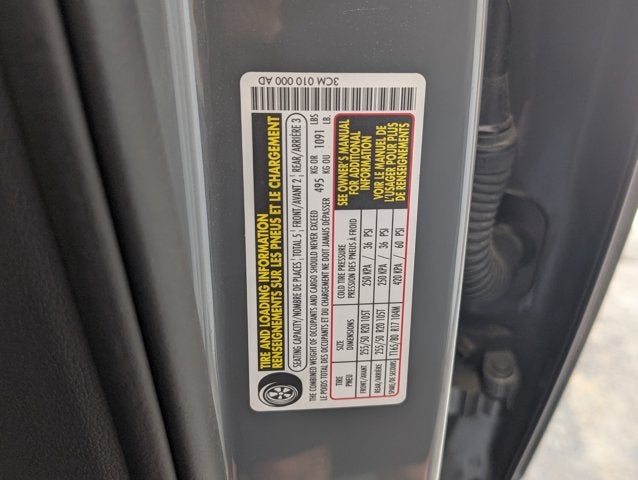 3CM 010 000 AD
TIRE AND LOADING INFORMATION
RENSEIGNEMENTS SUR LES PNEUS ET LE CHARGEMENT
SEATING CAPACITY/NOMBRE DE PLACES TOTAL 5 FRONT/AVANT 2 REAR/ARRIÈRE 3
THE COMBINED WEIGHT OF OCCUPANTS AND CARGO SHOULD NEVER EXCEED 495 KG OR 1091 LBS
LE POIDS TOTAL DES OCCUPANTS ET DU CHARGEMENT NE DOIT JAMAIS DÉPASSER KG OU LB.
TIRE SIZE COLD TIRE PRESSURE
PNEU DIMENSIONS PRESSION DES PNEUS À FROID
FRONT/AVANT 255/50 R20 105T 250 KPA / 36 PSI
REAR/ARRIÈRE 255/50 R20 105T 250 KPA / 36 PSI
SPARE/DE SECOURS T165/80 R17 104M 420 KPA / 60 PSI
SEE OWNER'S MANUAL
FOR ADDITIONAL
INFORMATION
VOIR LE MANUEL DE
L'USAGER POUR PLUS
DE RENSEIGNEMENTS